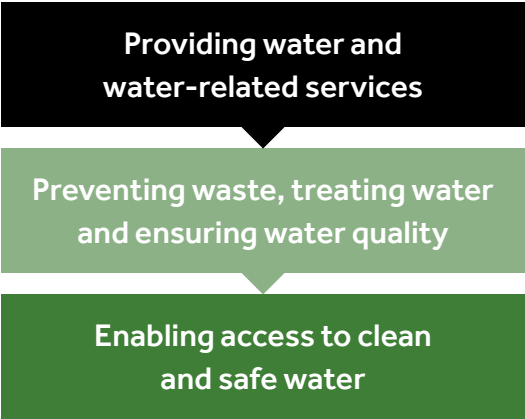 Providing water and
water-related services
Preventing waste, treating water
and ensuring water quality
Enabling access to clean
and safe water